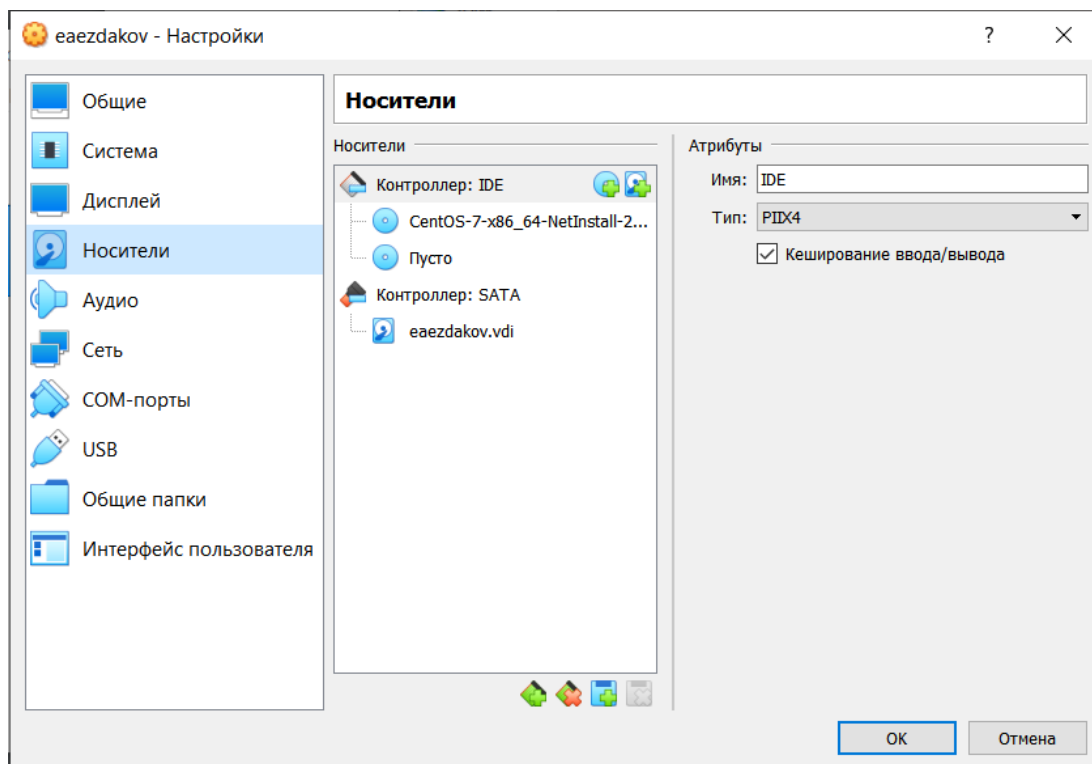 eaezdakov - Настройки
?
Общие
Система
Дисплей
Носители
Аудио
Сеть
COM-порты
USB
Общие папки
Интерфейс пользователя
Носители
Носители
Контроллер: IDE
CentOS-7-x86_64-NetInstall-2...
Пусто
Контроллер: SATA
eaezdakov.vdi
Атрибуты
Имя: IDE
Тип: PIIX4
Кеширование ввода/вывода
OK
Отмена